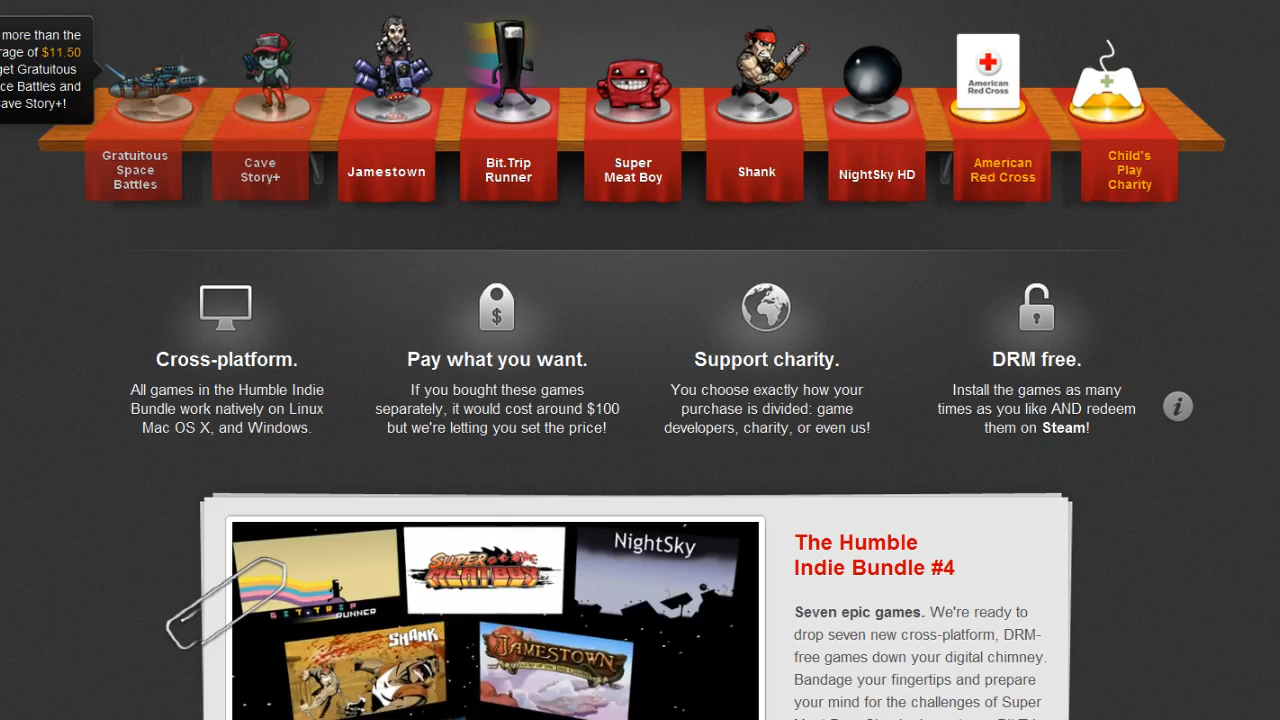 more than the
rage of $11.50
get Gratuitous
ce Battles and
ave Story+!
American
Red Cross
Gratuitous
Space
Battles
Cave
Story+
Jamestown
Bit.Trip
Runner
Super
Meat Boy
Shank
NightSky HD
American
Red Cross
Child's
Play
Charity
$
Cross-platform.
All games in the Humble Indie
Bundle work natively on Linux
Mac OS X, and Windows.
Pay what you want.
If you bought these games
separately, it would cost around $100
but we're letting you set the price!
Support charity.
You choose exactly how your
purchase is divided: game
developers, charity, or even us!
DRM free.
Install the games as many
times as you like AND redeem
them on Steam!
i
BIT.TRIP
RUNNER
SUPER
MEAT BOY
NightSky
SHANK
JAMESTOWN
The Humble
Indie Bundle #4
Seven epic games. We're ready to
drop seven new cross-platform, DRM-
free games down your digital chimney.
Bandage your fingertips and prepare
your mind for the challenges of Super